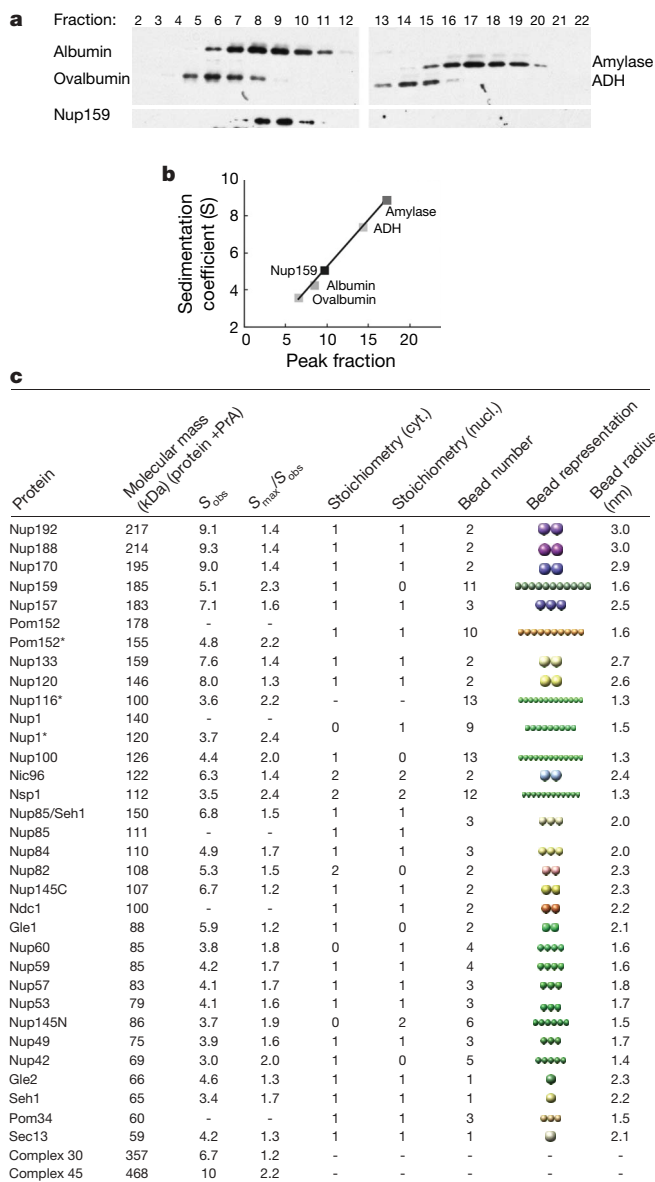 a
Fraction: 2 3 4 5 6 7 8 9 10 11 12 13 14 15 16 17 18 19 20 21 22
Albumin
Ovalbumin
Nup159
Amylase
ADH
b
Sedimentation
coefficient (S)
10
8
6
4
2
0 5 10 15 20
Peak fraction
Amylase
ADH
Nup159
Albumin
Ovalbumin
c
Protein
Molecular mass
(kDa) (protein +PrA)
Sobs
Smax/Sobs
Stoichiometry (cyt.)
Stoichiometry (nucl.)
Bead number
Bead representation
Bead radius
(nm)
Nup192 217 9.1 1.4 1 1 2 3.0
Nup188 214 9.3 1.4 1 1 2 3.0
Nup170 195 9.0 1.4 1 1 2 2.9
Nup159 185 5.1 2.3 1 0 11 1.6
Nup157 183 7.1 1.6 1 1 3 2.5
Pom152 178 - -
1 1 10 1.6
Pom152* 155 4.8 2.2
Nup133 159 7.6 1.4 1 1 2 2.7
Nup120 146 8.0 1.3 1 1 2 2.6
Nup116* 100 3.6 2.2 - - 13 1.3
Nup1 140 - -
0 1 9 1.5
Nup1* 120 3.7 2.4
Nup100 126 4.4 2.0 1 0 13 1.3
Nic96 122 6.3 1.4 2 2 2 2.4
Nsp1 112 3.5 2.4 2 2 12 1.3
Nup85/Seh1 150 6.8 1.5 1 1
3 2.0
Nup85 111 - - 1 1
Nup84 110 4.9 1.7 1 1 3 2.0
Nup82 108 5.3 1.5 2 0 2 2.3
Nup145C 107 6.7 1.2 1 1 2 2.3
Ndc1 100 - - 1 1 2 2.2
Gle1 88 5.9 1.2 1 0 2 2.1
Nup60 85 3.8 1.8 0 1 4 1.6
Nup59 85 4.2 1.7 1 1 4 1.6
Nup57 83 4.1 1.7 1 1 3 1.8
Nup53 79 4.1 1.6 1 1 3 1.7
Nup145N 86 3.7 1.9 0 2 6 1.5
Nup49 75 3.9 1.6 1 1 3 1.7
Nup42 69 3.0 2.0 1 0 5 1.4
Gle2 66 4.6 1.3 1 1 1 2.3
Seh1 65 3.4 1.7 1 1 1 2.2
Pom34 60 - - 1 1 3 1.5
Sec13 59 4.2 1.3 1 1 1 2.1
Complex 30 357 6.7 1.2 - - - - -
Complex 45 468 10 2.2 - - - - -